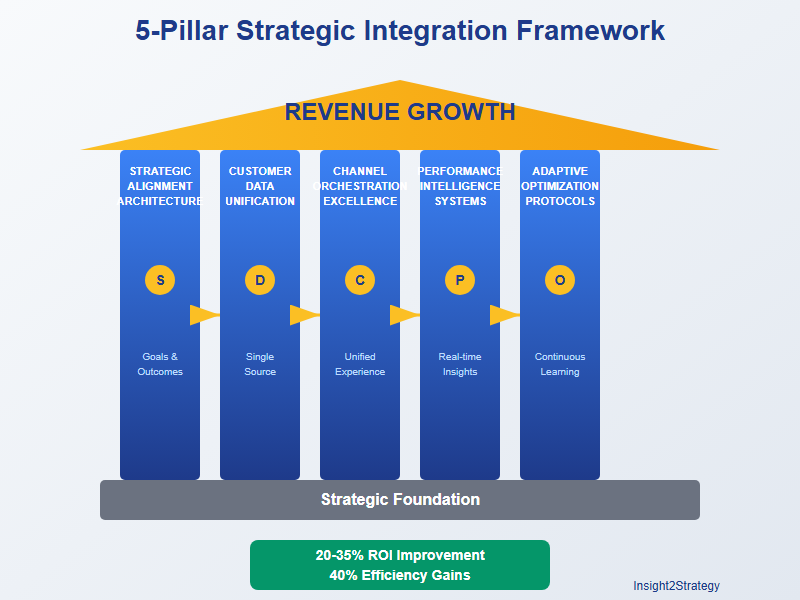 5-Pillar Strategic Integration Framework
REVENUE GROWTH
STRATEGIC
ALIGNMENT
ARCHITECTURE
CUSTOMER
DATA
UNIFICATION
CHANNEL
ORCHESTRATION
EXCELLENCE
PERFORMANCE
INTELLIGENCE
SYSTEMS
ADAPTIVE
OPTIMIZATION
PROTOCOLS
S
D
C
P
O
Goals &
Outcomes
Single
Source
Unified
Experience
Real-time
Insights
Continuous
Learning
Strategic Foundation
20-35% ROI Improvement
40% Efficiency Gains
Insight2Strategy